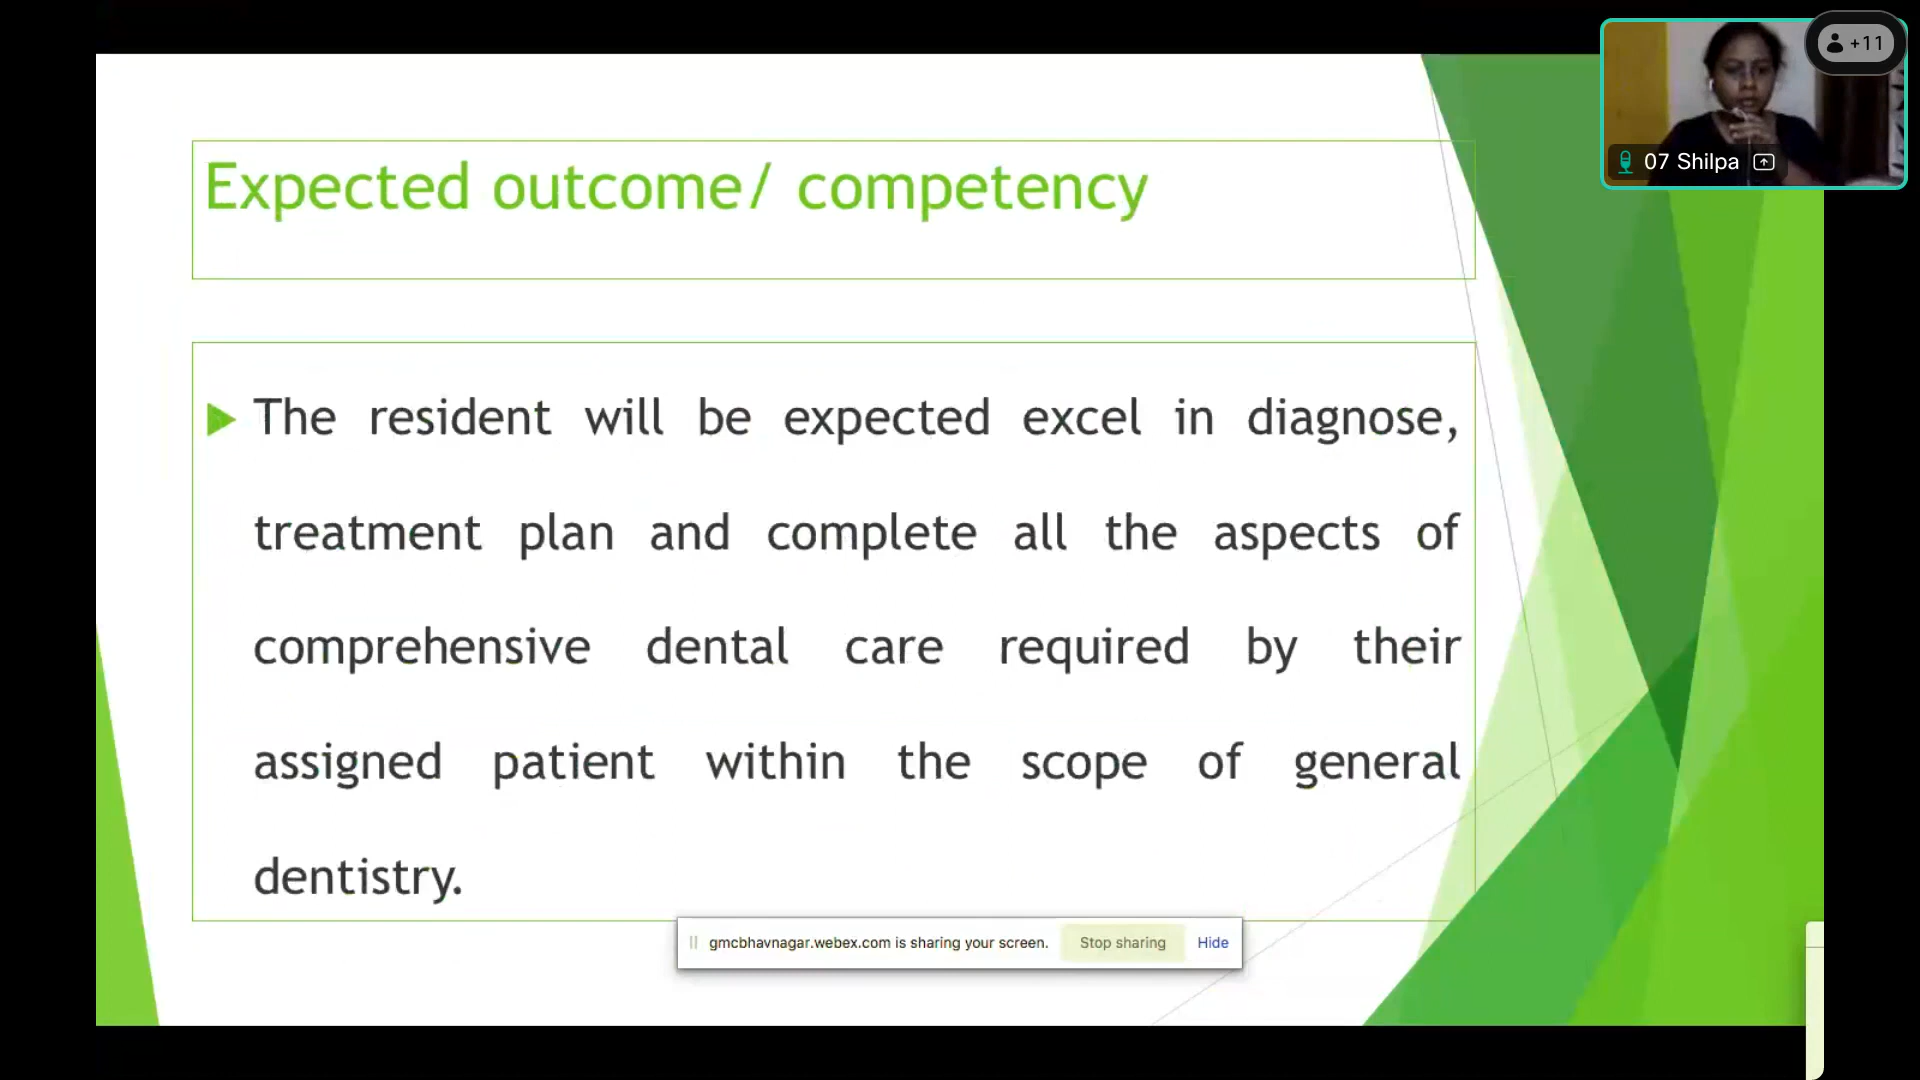 +11
07 Shilpa
Expected outcome/ competency
The resident will be expected excel in diagnose,
treatment plan and complete all the aspects of
comprehensive dental care required by their
assigned patient within the scope of general
dentistry.
gmcbhavnagar.webex.com is sharing your screen. Stop sharing Hide